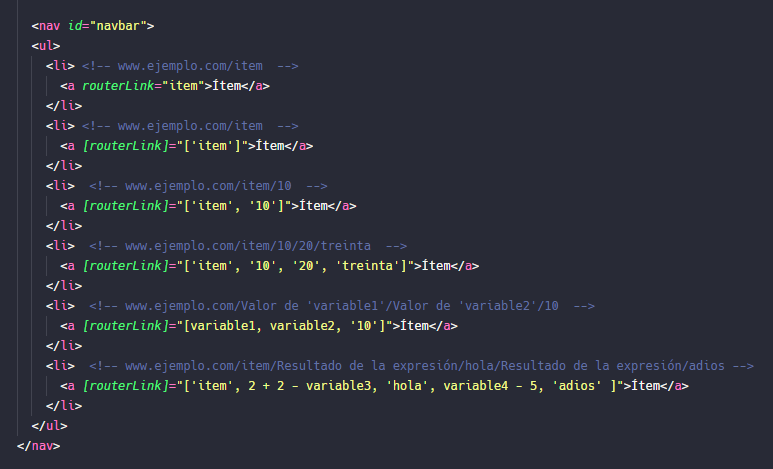 <nav id="navbar">
<ul>
<li> <!-- www.ejemplo.com/item  -->
<a routerLink="item">Ítem</a>
</li>
<li> <!-- www.ejemplo.com/item  -->
<a [routerLink]="['item']">Ítem</a>
</li>
<li>  <!-- www.ejemplo.com/item/10  -->
<a [routerLink]="['item', '10']">Ítem</a>
</li>
<li>  <!-- www.ejemplo.com/item/10/20/treinta  -->
<a [routerLink]="['item', '10', '20', 'treinta']">Ítem</a>
</li>
<li>  <!-- www.ejemplo.com/Valor de 'variable1'/Valor de 'variable2'/10  -->
<a [routerLink]="[variable1, variable2, '10']">Ítem</a>
</li>
<li>  <!-- www.ejemplo.com/item/Resultado de la expresión/hola/Resultado de la expresión/adios -->
<a [routerLink]="['item', 2 + 2 - variable3, 'hola', variable4 - 5, 'adios' ]">Ítem</a>
</li>
</ul>
</nav>